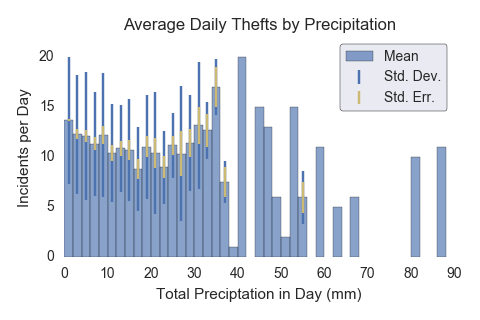 Average Daily Thefts by Precipitation
Mean
Std. Dev.
Std. Err.
20
15
10
5
0
Incidents per Day
0 10 20 30 40 50 60 70 80 90
Total Preciptation in Day (mm)